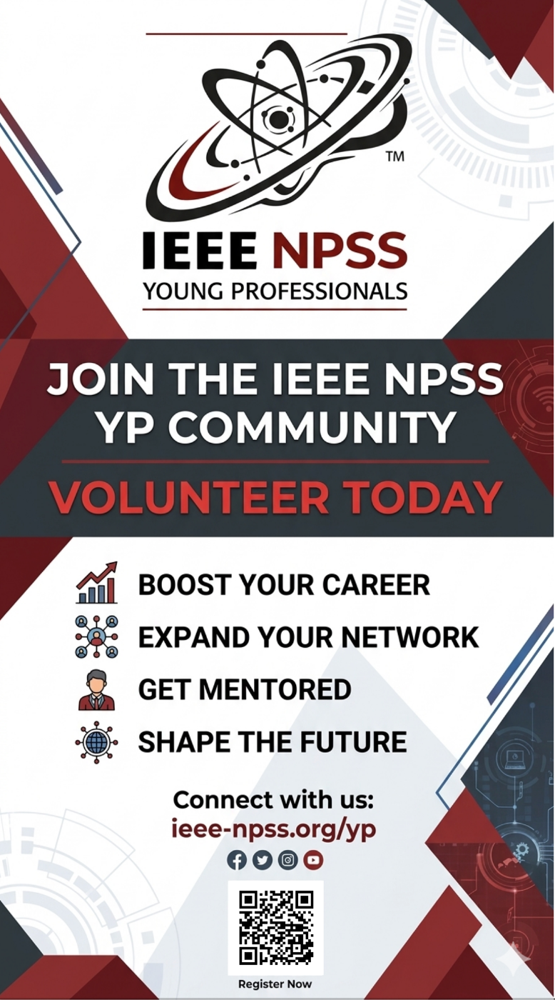 TM
IEEE NPSS
YOUNG PROFESSIONALS
JOIN THE IEEE NPSS
YP COMMUNITY
VOLUNTEER TODAY
BOOST YOUR CAREER
EXPAND YOUR NETWORK
GET MENTORED
SHAPE THE FUTURE
Connect with us:
ieee-npss.org/yp
Register Now